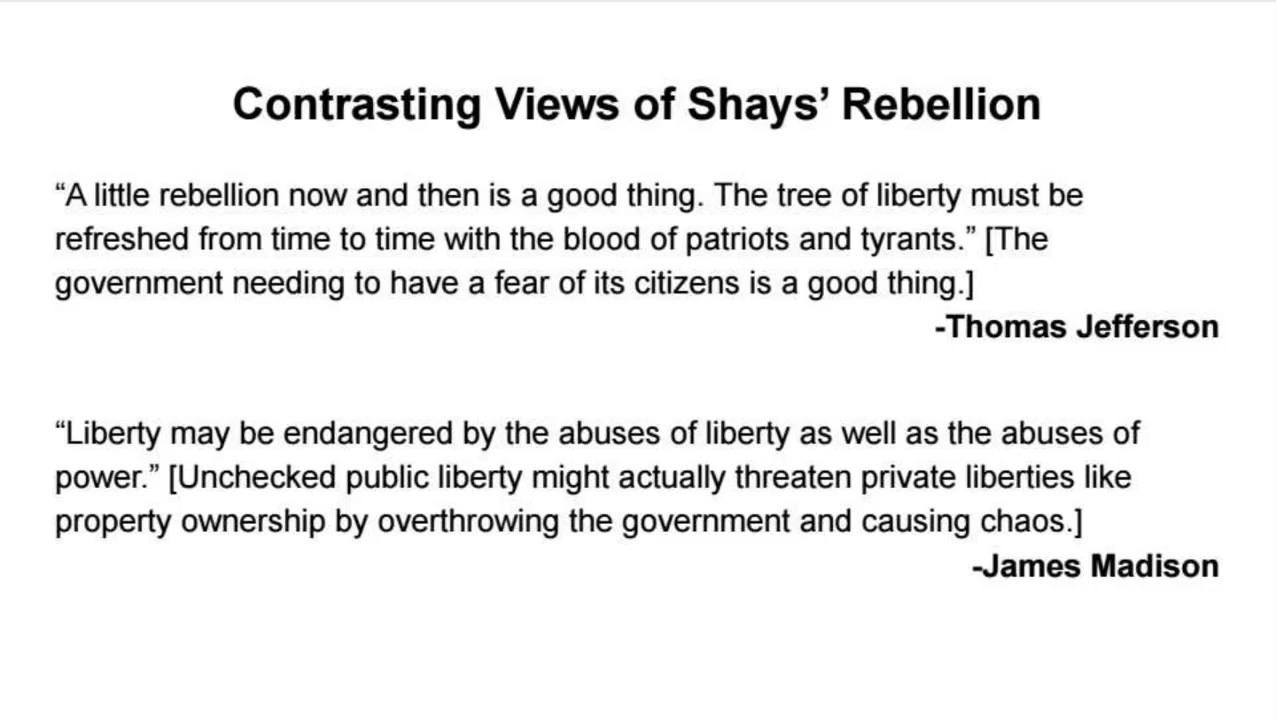 Contrasting Views of Shays’ Rebellion
“A little rebellion now and then is a good thing. The tree of liberty must be
refreshed from time to time with the blood of patriots and tyrants.” [The
government needing to have a fear of its citizens is a good thing.]
-Thomas Jefferson
“Liberty may be endangered by the abuses of liberty as well as the abuses of
power.” [Unchecked public liberty might actually threaten private liberties like
property ownership by overthrowing the government and causing chaos.]
-James Madison